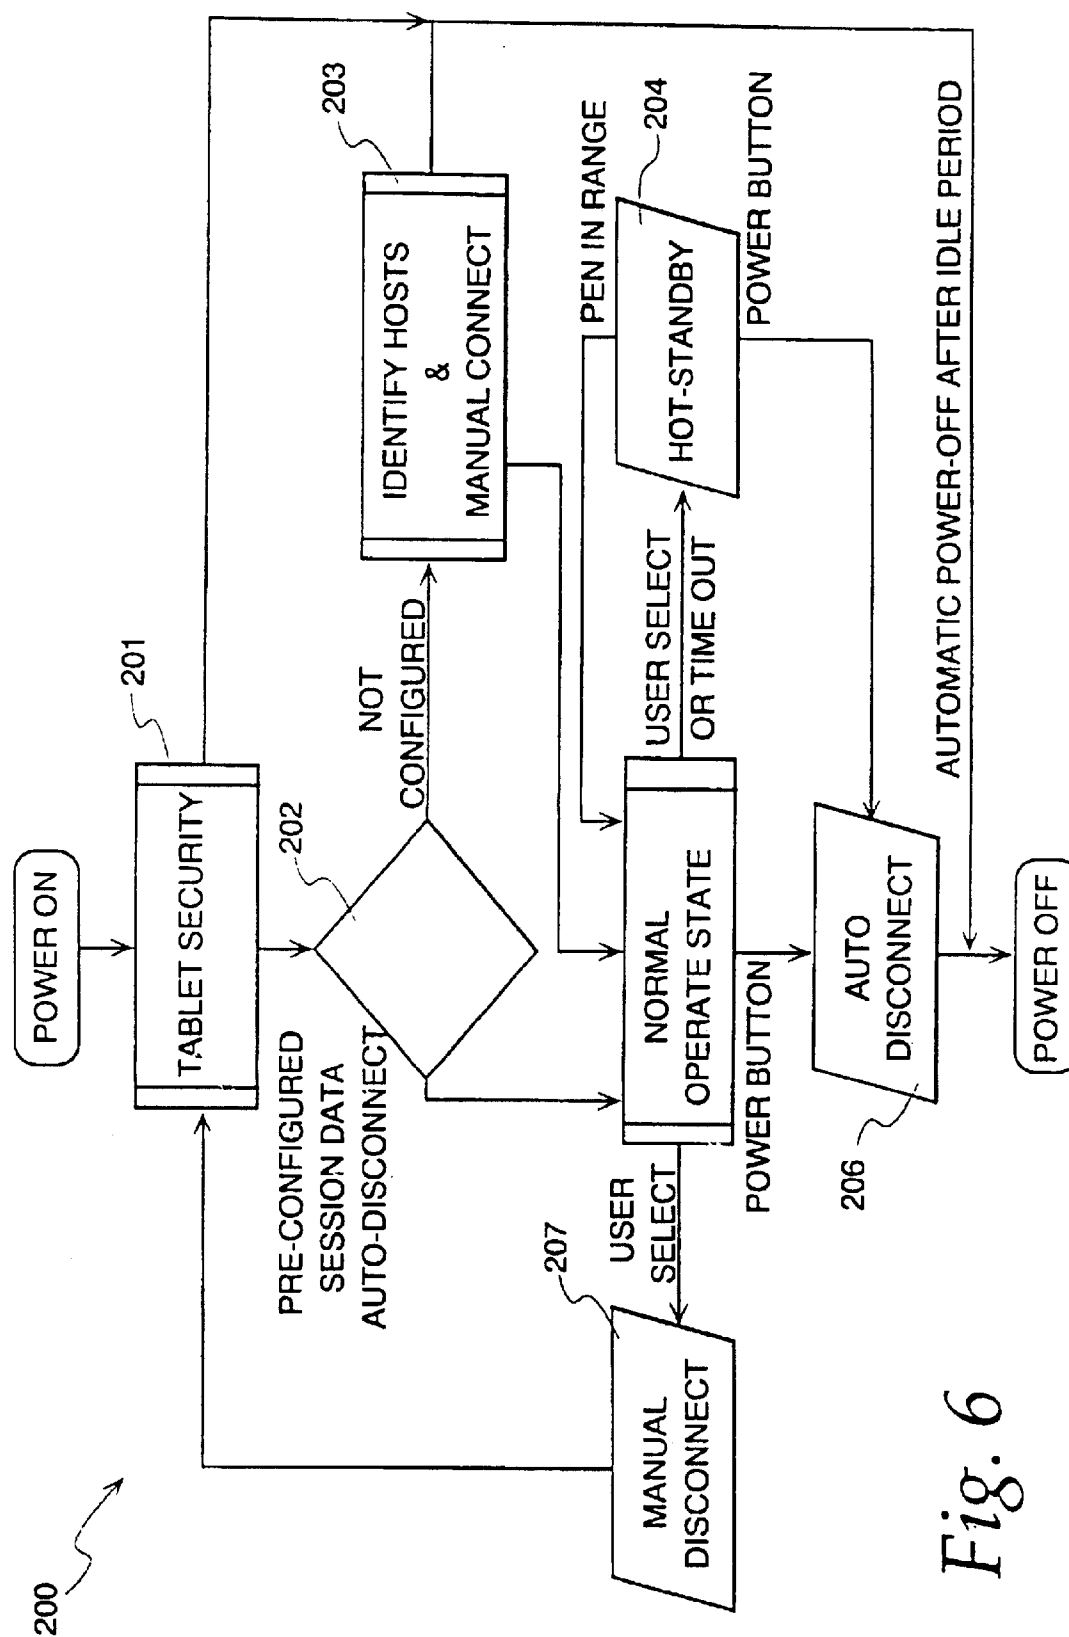 200
POWER ON
201
TABLET SECURITY
202
PRE-CONFIGURED
SESSION DATA
AUTO-DISCONNECT
NOT
CONFIGURED
203
IDENTIFY HOSTS
&
MANUAL CONNECT
207
MANUAL
DISCONNECT
USER
SELECT
NORMAL
OPERATE STATE
USER SELECT
OR TIME OUT
PEN IN RANGE
204
HOT-STANDBY
POWER BUTTON
POWER BUTTON
206
AUTO
DISCONNECT
AUTOMATIC POWER-OFF AFTER IDLE PERIOD
POWER OFF
Fig. 6